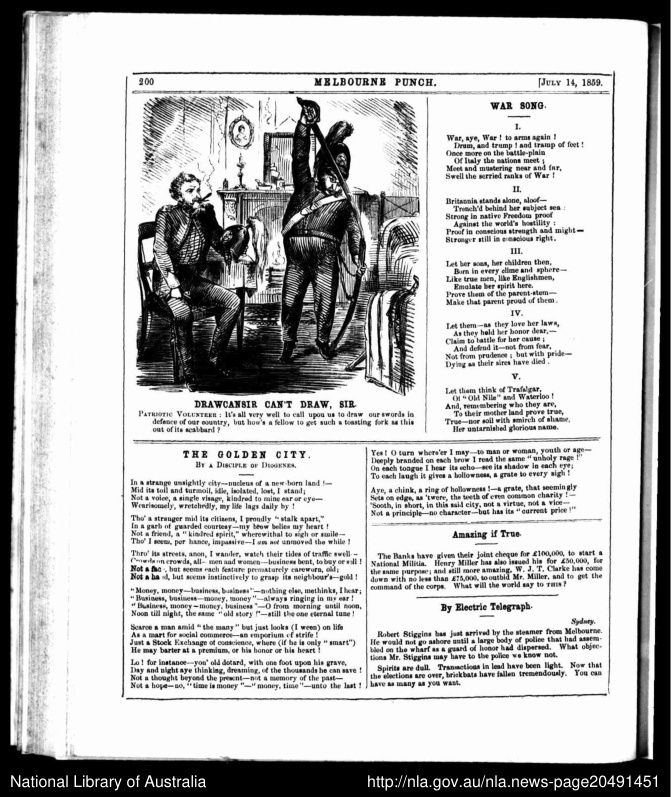 200
MELBOURNE PUNCH.
[JULY 14, 1859.
DRAWCANSIR CAN'T DRAW, SIR.
PATRIOTIC VOLUNTEER : It's all very well to call upon us to draw our swords in
defence of our country, but how's a fellow to get such a toasting fork as this
out of its scabbard ?
WAR SONG.
I.
War, aye, War ! to arms again !
Drum, and trump ! and tramp of feet !
Once more on the battle-plain
Of Italy the nations meet ;
Meet and mustering near and far,
Swell the serried ranks of War !
II.
Britannia stands alone, aloof—
Trench'd behind her subject sea :
Strong in native Freedom proof
Against the world's hostility :
Proof in conscious strength and might—
Stronger still in conscious right.
III.
Let her sons, her children then,
Born in every clime and sphere—
Like true men, like Englishmen,
Emulate her spirit here.
Prove them of the parent-stem—
Make that parent proud of them.
IV.
Let them—as they love her laws,
As they hold her honor dear,—
Claim to battle for her cause ;
And defend it—not from fear,
Not from prudence ; but with pride—
Dying as their sires have died .
V.
Let them think of Trafalgar,
Of "Old Nile" and Waterloo !
And, remembering who they are,
To their mother land prove true,
True—nor soil with smirch of shame,
Her untarnished glorious name.
THE GOLDEN CITY.
BY A DISCIPLE OF DIOGENES.
In a strange unsightly city—nucleus of a new-born land !—
Mid its toil and turmoil, idle, isolated, lost, I stand;
Not a voice, a single visage, kindred to mine ear or eye—
Wearisomely, wretchedly, my life lags daily by !
Tho' a stranger mid its citizens, I proudly "stalk apart,"
In a garb of guarded courtesy—my brow belies my heart !
Not a friend, a "kindred spirit," wherewithal to sigh or smile—
Tho' I seem, per hance, impassive—I am not unmoved the while !
Thro' its streets, anon, I wander, watch their tides of traffic swell -
Crowds on crowds, all- men and women—business bent, to buy or sell !
Not a face, but seems each feature prematurely careworn, old;
Not a hand, but seems instinctively to grasp its neighbour's—gold !
"Money, money—business, business"—nothing else, methinks, I hear;
"Business, business—money, money"—always ringing in my ear !
"Business, money—money, business"—O from morning until noon,
Noon till night, the same "old story"—still the one eternal tune !
Scarce a man amid "the many" but just looks (I ween) on life
As a mart for social commerce—an emporium of strife !
Just a Stock Exchange of conscience, where (if he is only "smart")
He may barter at a premium, or his honor or his heart !
Lo ! for instance—yon' old dotard, with one foot upon his grave,
Day and night aye thinking, dreaming, of the thousands he can save !
Not a thought beyond the present—not a memory of the past—
Not a hope—no, "time is money"—"money, time"—unto the last !
Yes ! O turn where'er I may—to man or woman, youth or age—
Deeply branded on each brow I read the same "unholy rage !"
On each tongue I hear its echo—see its shadow in each eye;
To each laugh it gives a hollowness, a grate to every sigh !
Aye, a chink, a ring of hollowness !—a grate, that seemingly
Sets on edge, as 'twere, the teeth of even common charity !—
'Sooth, in short, in this said city, not a virtue, not a vice—
Not a principle—no character—but has its "current price !"
Amazing if True.
The Banks have given their joint cheque for £100,000, to start a
National Militia. Henry Miller has also issued his for £50,000, for
the same purpose; and still more amazing, W. J. T. Clarke has come
down with no less than £75,000, to outbid Mr. Miller, and to get the
command of the corps. What will the world say to THIS ?
By Electric Telegraph.
Sydney.
Robert Stiggins has just arrived by the steamer from Melbourne.
He would not go ashore until a large body of police that had assem-
bled on the wharf as a guard of honor had dispersed. What objec-
tions Mr. Stiggins may have to the police we know not.
Spirits are dull. Transactions in lead have been light. Now that
the elections are over, brickbats have fallen tremendously. You can
have as many as you want.
National Library of Australia
http://nla.gov.au/nla.news-page20491451